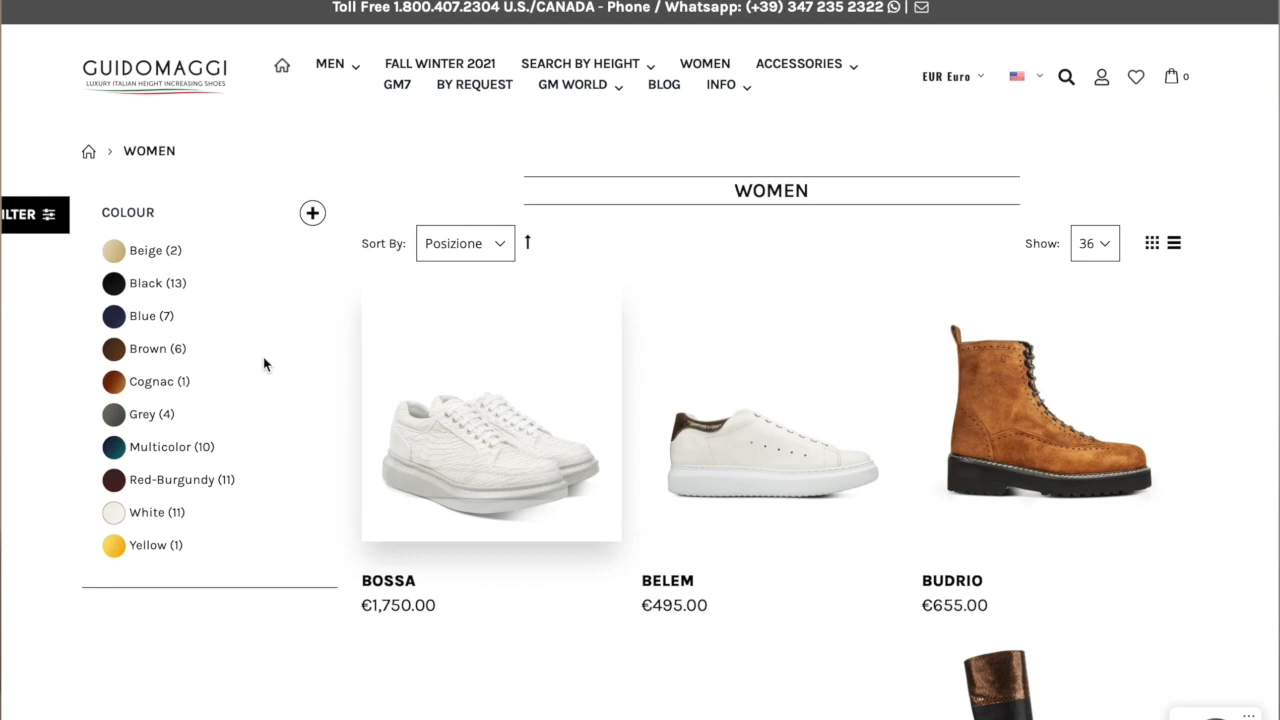 Toll Free 1.800.407.2304 U.S./CANADA - Phone / Whatsapp: (+39) 347 235 2322 |
GUIDOMAGGI
LUXURY ITALIAN HEIGHT INCREASING SHOES
MEN FALL WINTER 2021 SEARCH BY HEIGHT WOMEN ACCESSORIES
GM7 BY REQUEST GM WORLD BLOG INFO
EUR Euro
0
> WOMEN
WOMEN
ILTER
COLOUR
Sort By: Posizione
Show: 36
Beige (2)
Black (13)
Blue (7)
Brown (6)
Cognac (1)
Grey (4)
Multicolor (10)
Red-Burgundy (11)
White (11)
Yellow (1)
BOSSA
€1,750.00
BELEM
€495.00
BUDRIO
€655.00